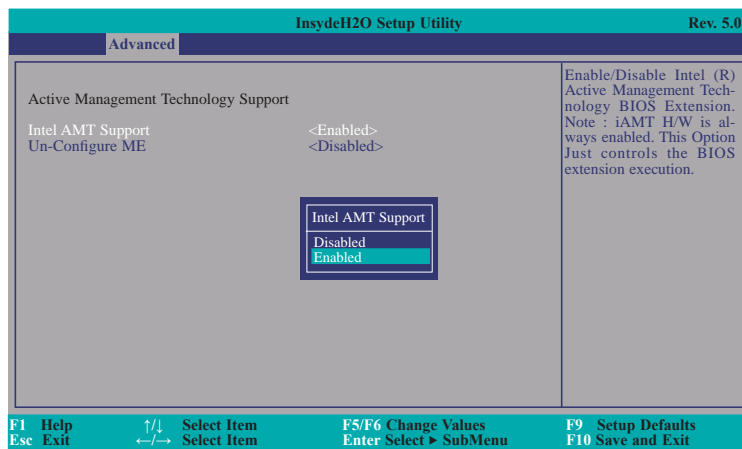 InsydeH2O Setup Utility Rev. 5.0
Advanced
Active Management Technology Support
Intel AMT Support <Enabled>
Un-Configure ME <Disabled>
Enable/Disable Intel (R)
Active Management Tech-
nology BIOS Extension.
Note : iAMT H/W is al-
ways enabled. This Option
Just controls the BIOS
extension execution.
Intel AMT Support
Disabled
Enabled
F1 Help ↑/↓ Select Item F5/F6 Change Values F9 Setup Defaults
Esc Exit ←/→ Select Item Enter Select ► SubMenu F10 Save and Exit